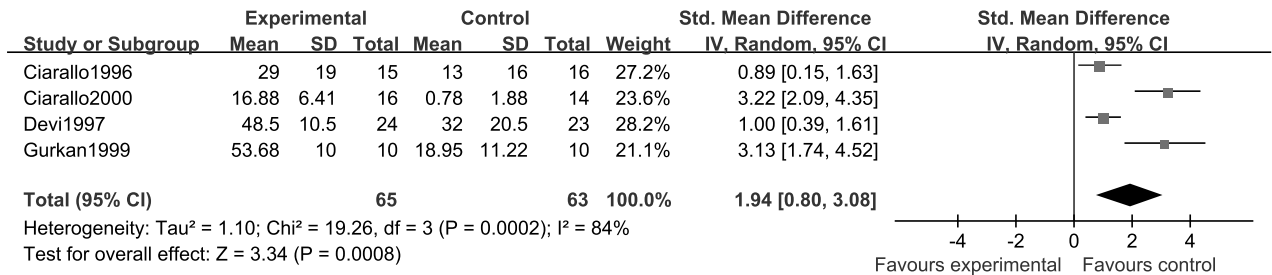 Experimental Control Std. Mean Difference Std. Mean Difference
Study or Subgroup Mean SD Total Mean SD Total Weight IV, Random, 95% CI IV, Random, 95% CI
Ciarallo1996 29 19 15 13 16 16 27.2% 0.89 [0.15, 1.63]
Ciarallo2000 16.88 6.41 16 0.78 1.88 14 23.6% 3.22 [2.09, 4.35]
Devi1997 48.5 10.5 24 32 20.5 23 28.2% 1.00 [0.39, 1.61]
Gurkan1999 53.68 10 10 18.95 11.22 10 21.1% 3.13 [1.74, 4.52]
Total (95% CI) 65 63 100.0% 1.94 [0.80, 3.08]
Heterogeneity: Tau² = 1.10; Chi² = 19.26, df = 3 (P = 0.0002); I² = 84%
Test for overall effect: Z = 3.34 (P = 0.0008)
-4 -2 0 2 4
Favours experimental Favours control